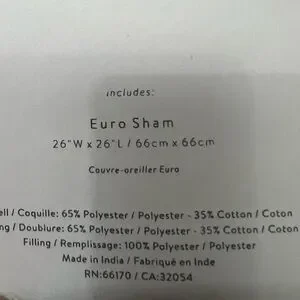 includes:
Euro Sham
26"W x 26"L / 66cm x 66cm
Couvre-oreiller Euro
/ Coquille: 65% Polyester / Polyester - 35% Cotton / Coton
/ Doublure: 65% Polyester / Polyester - 35% Cotton / Coton
Filling / Remplissage: 100% Polyester / Polyester
Made in India / Fabriqué en Inde
RN:66170 / CA:32054